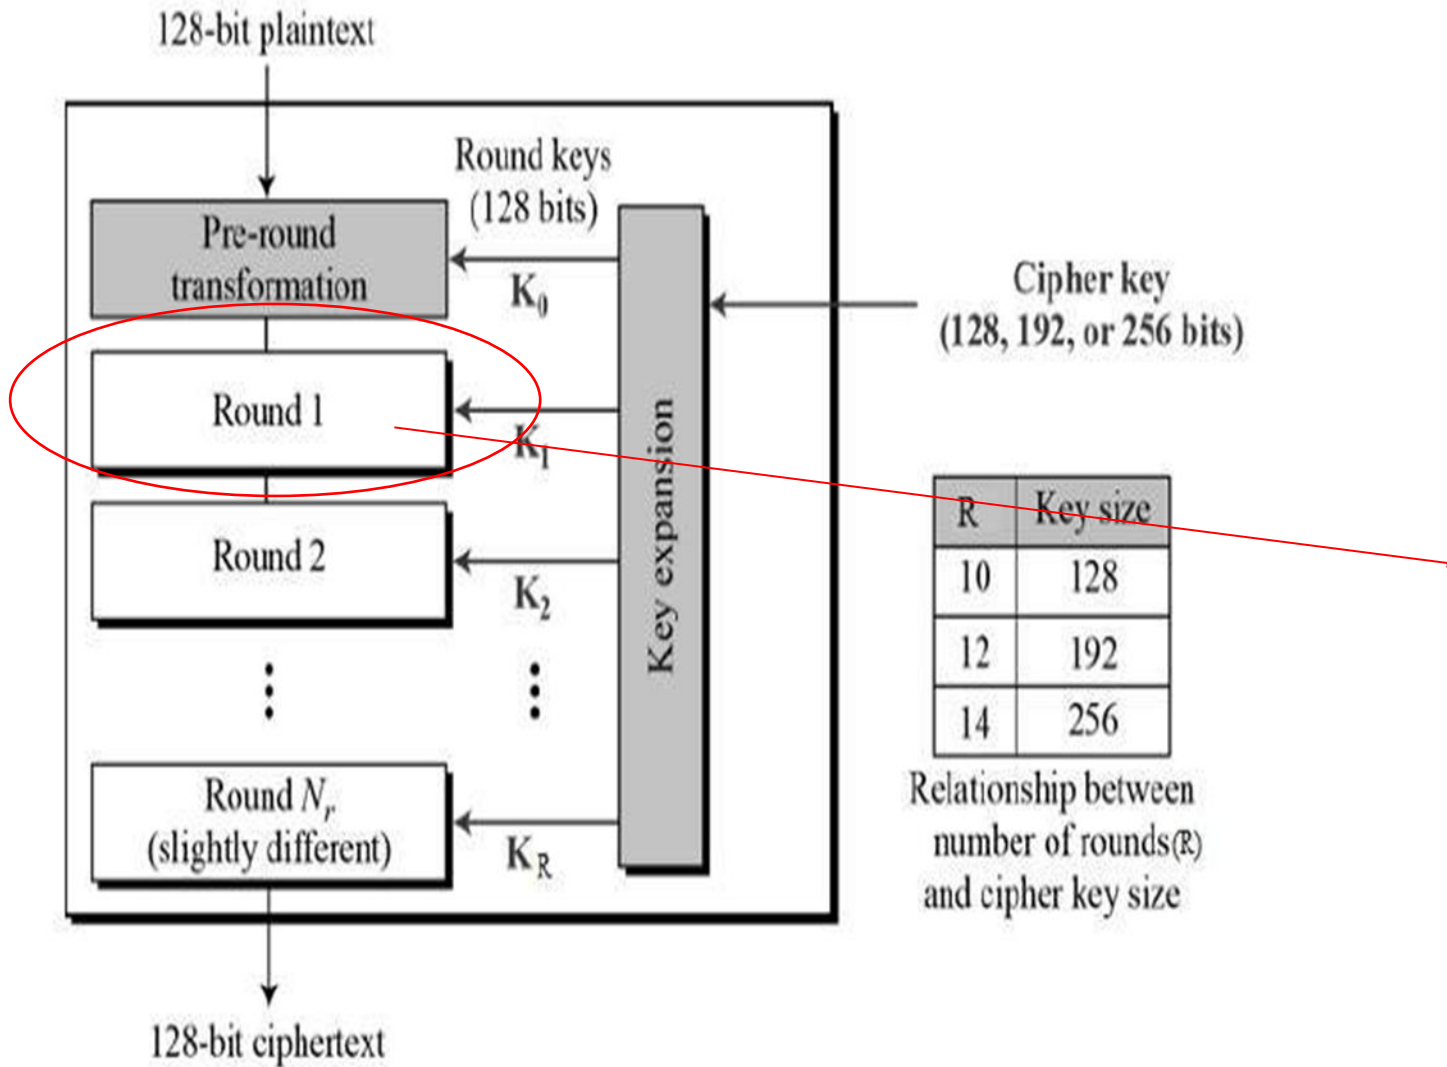 128-bit plaintext
Round keys
(128 bits)
Pre-round
transformation
K0
Cipher key
(128, 192, or 256 bits)
Round 1
K1
Key expansion
Round 2
K2
R Key size
10 128
12 192
14 256
Relationship between
number of rounds(R)
and cipher key size
Round Nr
(slightly different)
KR
128-bit ciphertext